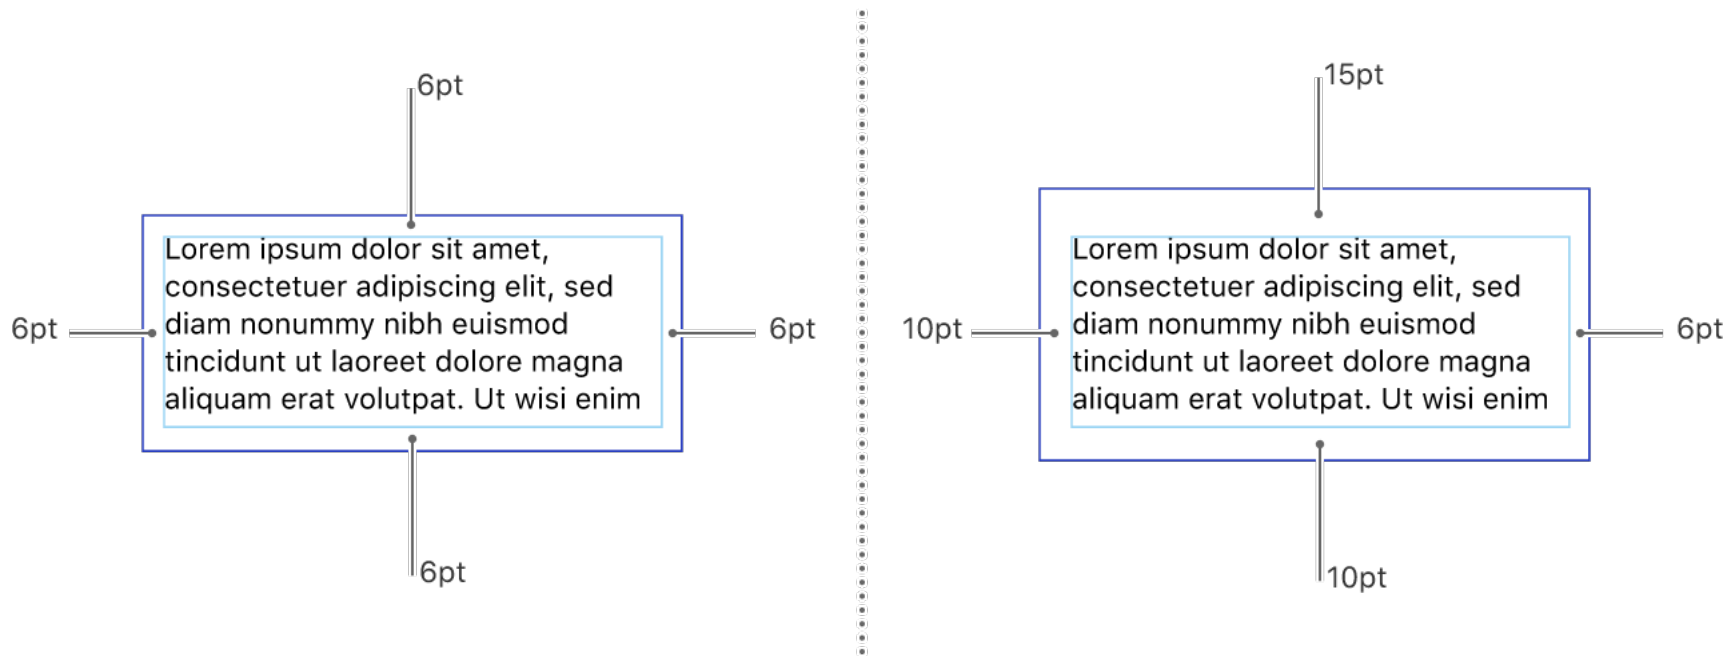 6pt
Lorem ipsum dolor sit amet,
consectetuer adipiscing elit, sed
diam nonummy nibh euismod
tincidunt ut laoreet dolore magna
aliquam erat volutpat. Ut wisi enim
6pt
6pt
6pt
15pt
Lorem ipsum dolor sit amet,
consectetuer adipiscing elit, sed
diam nonummy nibh euismod
tincidunt ut laoreet dolore magna
aliquam erat volutpat. Ut wisi enim
10pt
6pt
10pt